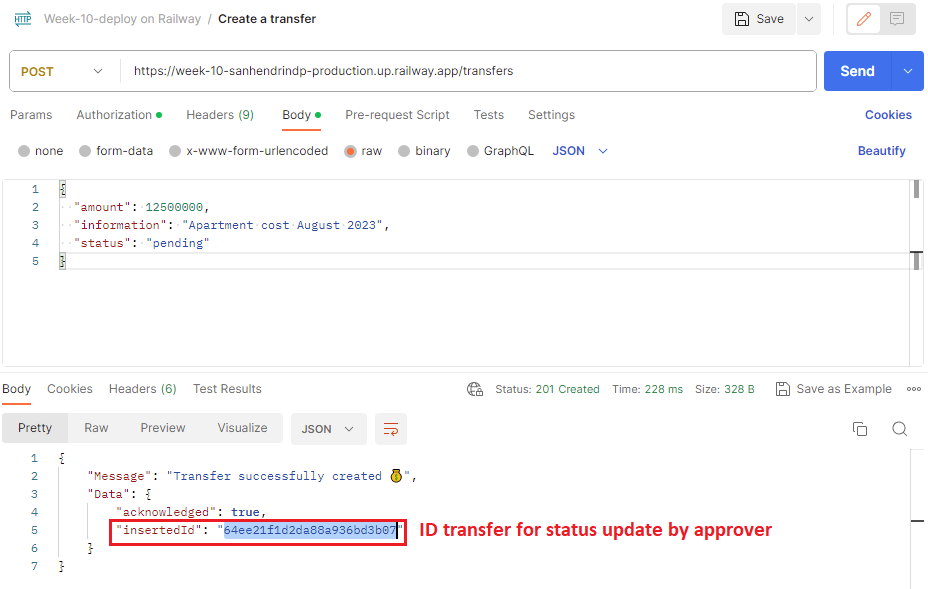 HTTP Week-10-deploy on Railway / Create a transfer Save
POST https://week-10-sanhendrindp-production.up.railway.app/transfers Send
Params Authorization Headers (9) Body Pre-request Script Tests Settings Cookies
none form-data x-www-form-urlencoded raw binary GraphQL JSON Beautify
1 {
2 "amount": 12500000,
3 "information": "Apartment cost August 2023",
4 "status": "pending"
5 }
Body Cookies Headers (6) Test Results Status: 201 Created Time: 228 ms Size: 328 B Save as Example
Pretty Raw Preview Visualize JSON
1 {
2 "Message": "Transfer successfully created 💰",
3 "Data": {
4 "acknowledged": true,
5 "insertedId": "64ee21f1d2da88a936bd3b07" ID transfer for status update by approver
6 }
7 }